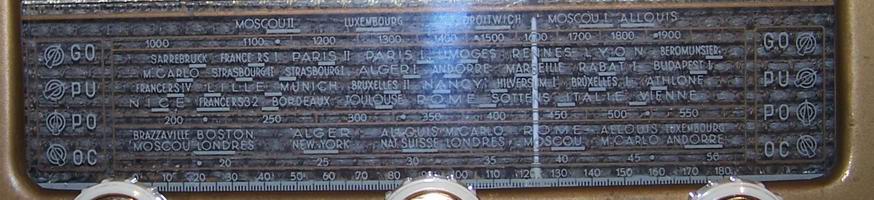 MOSCOU II LUXEMBOURG DROITWICH MOSCOU I ALLOUIS
1000 1100 1200 1300 1400 1500 1600 1700 1800 1900
GO SARREBRUCK FRANCE RS 1 PARIS II PARIS I LIMOGES RENNES LYON BEROMUNSTER GO
M.CARLO STRASBOURG II STRASBOURG I ALGER I ANDORRE MARSEILLE RABAT I BUDAPEST I
PU FRANCE RS IV LILLE MUNICH BRUXELLES II NANCY HILVERSUM I BRUXELLES I ATHLONE PU
NICE FRANCE RS 3 2 BORDEAUX TOULOUSE ROME SOTTENS ITALIE VIENNE
PO 200 250 300 350 400 450 500 550 PO
BRAZZAVILLE BOSTON ALGER ALLOUIS M.CARLO ROME ALLOUIS LUXEMBOURG
OC MOSCOU LONDRES NEW-YORK NAT SUISSE LONDRES MOSCOU M.CARLO ANDORRE OC
20 25 30 35 40 45 50
10 20 30 40 50 60 70 80 90 100 110 120 130 140 150 160 170 180